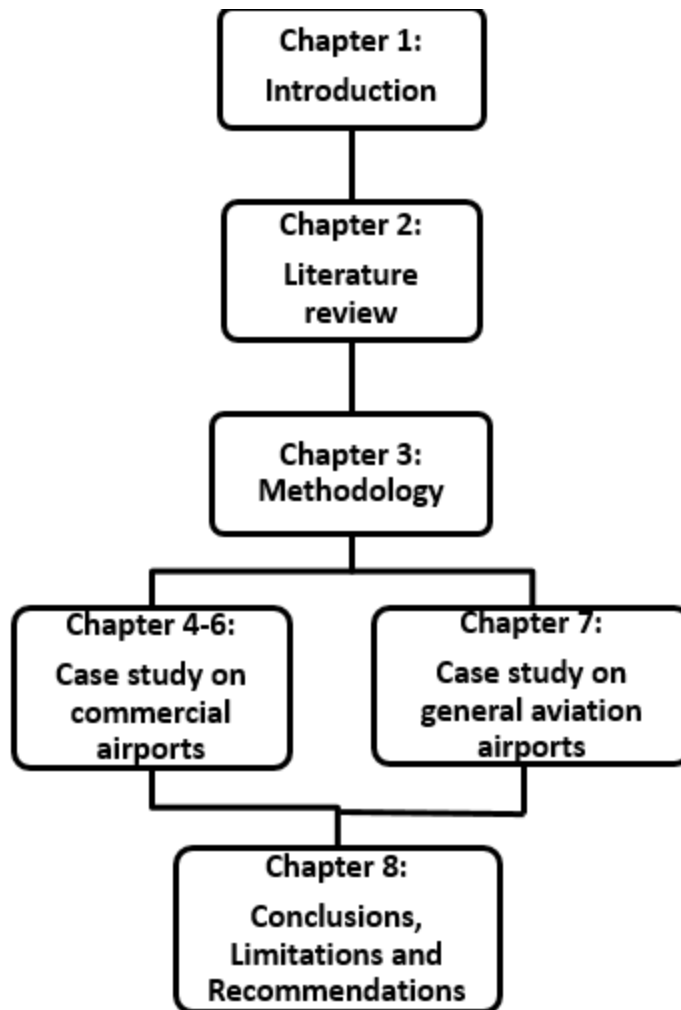 Chapter 1:
Introduction
Chapter 2:
Literature
review
Chapter 3:
Methodology
Chapter 4-6:
Case study on
commercial
airports
Chapter 7:
Case study on
general aviation
airports
Chapter 8:
Conclusions,
Limitations and
Recommendations